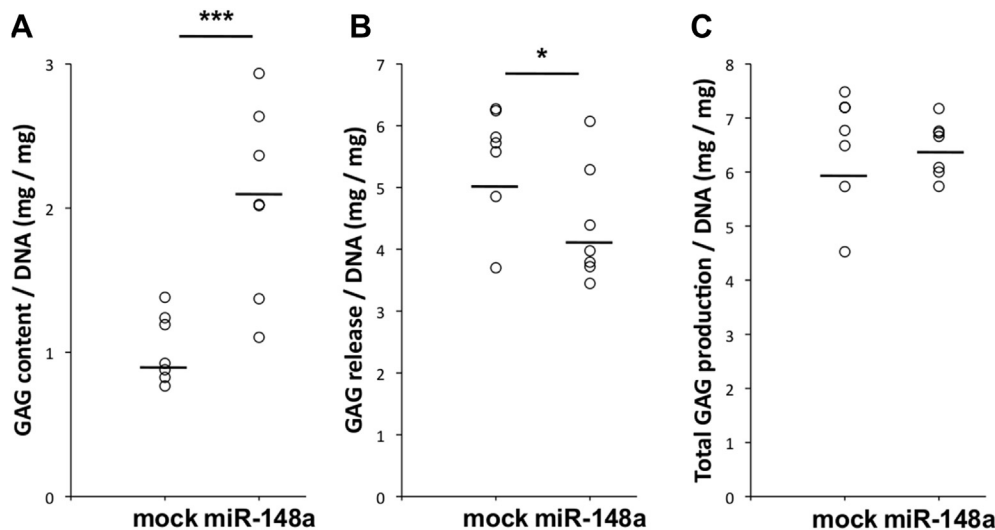 A
***
GAG content / DNA (mg / mg)
3
2
1
0
mock miR-148a
B
*
GAG release / DNA (mg / mg)
7
6
5
4
3
2
1
0
mock miR-148a
C
Total GAG production / DNA (mg / mg)
8
7
6
5
4
3
2
1
0
mock miR-148a